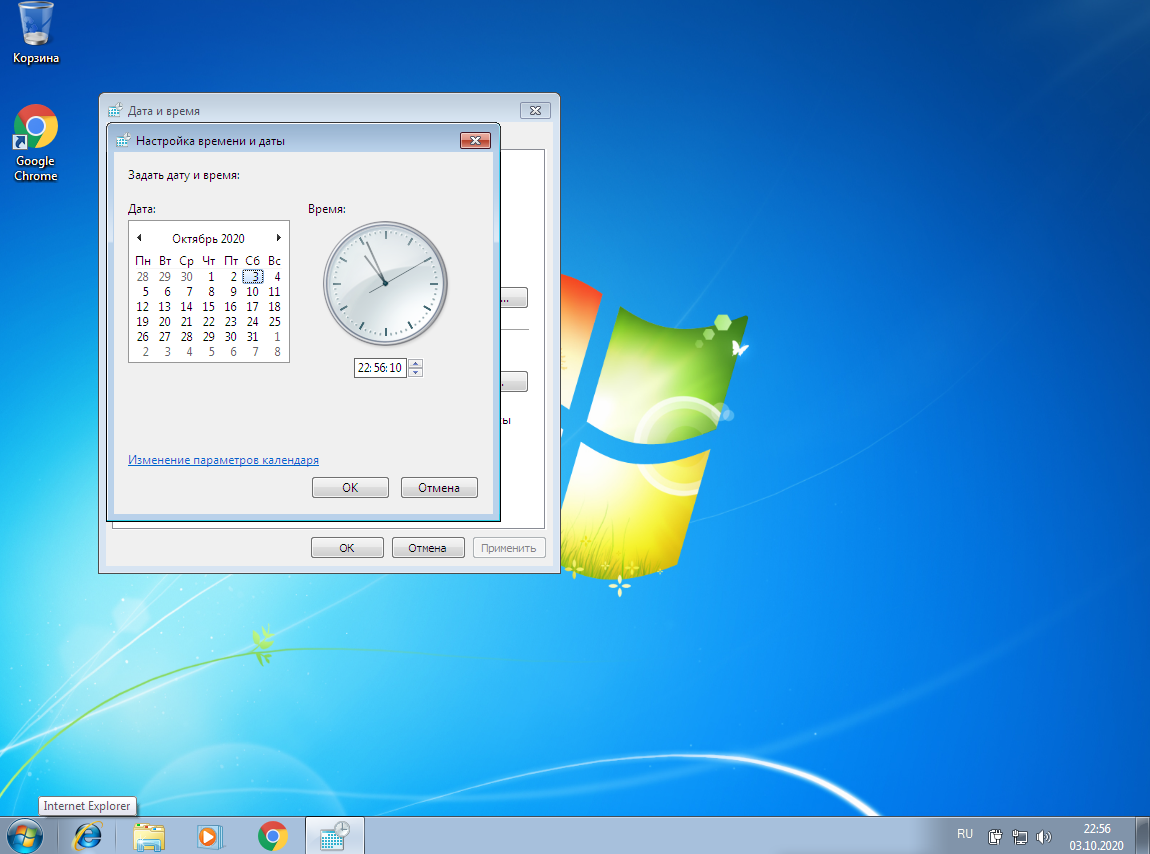 Корзина
Google
Chrome
Дата и время
Настройка времени и даты
Задать дату и время:
Дата:
Время:
Октябрь 2020
Пн Вт Ср Чт Пт Сб Вс
28 29 30 1 2 3 4
5 6 7 8 9 10 11
12 13 14 15 16 17 18
19 20 21 22 23 24 25
26 27 28 29 30 31 1
2 3 4 5 6 7 8
22:56:10
...
.
ы
Изменение параметров календаря
ОК
Отмена
ОК
Отмена
Применить
Internet Explorer
RU
22:56
03.10.2020